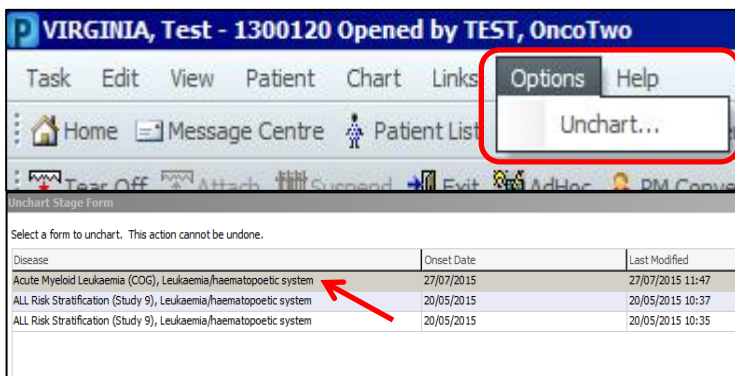 P VIRGINIA, Test - 1300120 Opened by TEST, OncoTwo
Task Edit View Patient Chart Links Options Help
Home Message Centre Patient List Unchart...
Tear Off Attach Suspend Exit AdHoc PM Conve
Unchart Stage Form
Select a form to unchart. This action cannot be undone.
Disease Onset Date Last Modified
Acute Myeloid Leukaemia (COG), Leukaemia/haematopoetic system 27/07/2015 27/07/2015 11:47
ALL Risk Stratification (Study 9), Leukaemia/haematopoetic system 20/05/2015 20/05/2015 10:37
ALL Risk Stratification (Study 9), Leukaemia/haematopoetic system 20/05/2015 20/05/2015 10:35